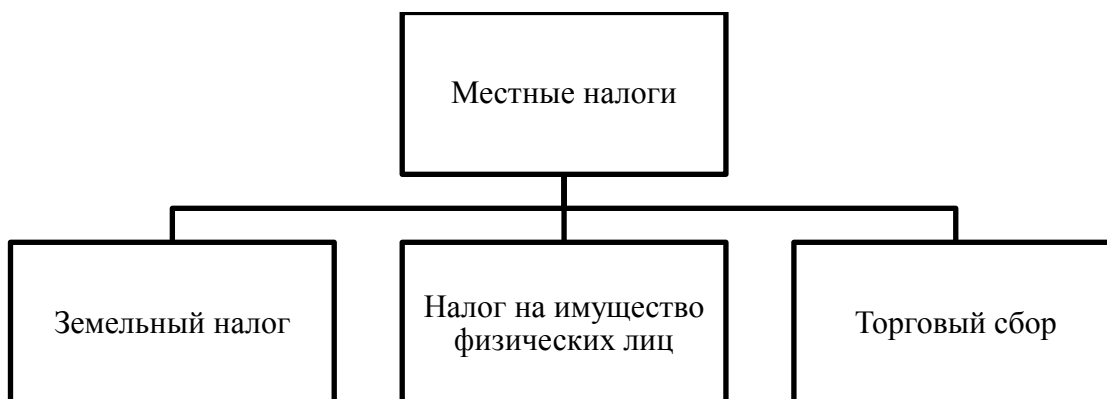 Местные налоги
Земельный налог
Налог на имущество
физических лиц
Торговый сбор